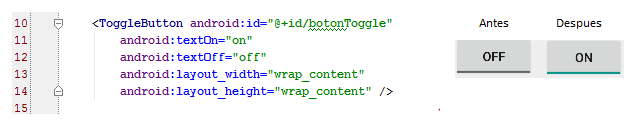 10 <ToggleButton android:id="@+id/botonToggle"
11 android:textOn="on"
12 android:textOff="off"
13 android:layout_width="wrap_content"
14 android:layout_height="wrap_content" />
15
Antes Despues
OFF ON